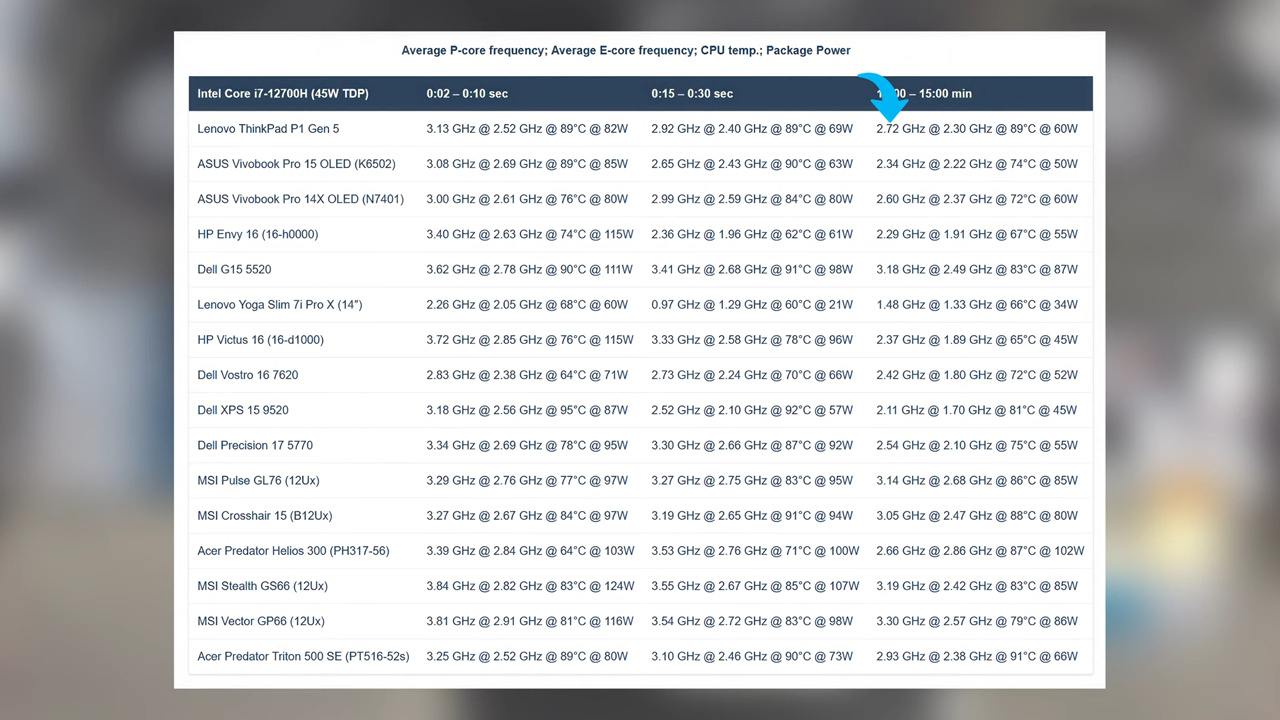 Average P-core frequency; Average E-core frequency; CPU temp.; Package Power
Intel Core i7-12700H (45W TDP) 0:02 – 0:10 sec 0:15 – 0:30 sec – 15:00 min
Lenovo ThinkPad P1 Gen 5 3.13 GHz @ 2.52 GHz @ 89°C @ 82W 2.92 GHz @ 2.40 GHz @ 89°C @ 69W 2.72 GHz @ 2.30 GHz @ 89°C @ 60W
ASUS Vivobook Pro 15 OLED (K6502) 3.08 GHz @ 2.69 GHz @ 89°C @ 85W 2.65 GHz @ 2.43 GHz @ 90°C @ 63W 2.34 GHz @ 2.22 GHz @ 74°C @ 50W
ASUS Vivobook Pro 14X OLED (N7401) 3.00 GHz @ 2.61 GHz @ 76°C @ 80W 2.99 GHz @ 2.59 GHz @ 84°C @ 80W 2.60 GHz @ 2.37 GHz @ 72°C @ 60W
HP Envy 16 (16-h0000) 3.40 GHz @ 2.63 GHz @ 74°C @ 115W 2.36 GHz @ 1.96 GHz @ 62°C @ 61W 2.29 GHz @ 1.91 GHz @ 67°C @ 55W
Dell G15 5520 3.62 GHz @ 2.78 GHz @ 90°C @ 111W 3.41 GHz @ 2.68 GHz @ 91°C @ 98W 3.18 GHz @ 2.49 GHz @ 83°C @ 87W
Lenovo Yoga Slim 7i Pro X (14″) 2.26 GHz @ 2.05 GHz @ 68°C @ 60W 0.97 GHz @ 1.29 GHz @ 60°C @ 21W 1.48 GHz @ 1.33 GHz @ 66°C @ 34W
HP Victus 16 (16-d1000) 3.72 GHz @ 2.85 GHz @ 76°C @ 115W 3.33 GHz @ 2.58 GHz @ 78°C @ 96W 2.37 GHz @ 1.89 GHz @ 65°C @ 45W
Dell Vostro 16 7620 2.83 GHz @ 2.38 GHz @ 64°C @ 71W 2.73 GHz @ 2.24 GHz @ 70°C @ 66W 2.42 GHz @ 1.80 GHz @ 72°C @ 52W
Dell XPS 15 9520 3.18 GHz @ 2.56 GHz @ 95°C @ 87W 2.52 GHz @ 2.10 GHz @ 92°C @ 57W 2.11 GHz @ 1.70 GHz @ 81°C @ 45W
Dell Precision 17 5770 3.34 GHz @ 2.69 GHz @ 78°C @ 95W 3.30 GHz @ 2.66 GHz @ 87°C @ 92W 2.54 GHz @ 2.10 GHz @ 75°C @ 55W
MSI Pulse GL76 (12Ux) 3.29 GHz @ 2.76 GHz @ 77°C @ 97W 3.27 GHz @ 2.75 GHz @ 83°C @ 95W 3.14 GHz @ 2.68 GHz @ 86°C @ 85W
MSI Crosshair 15 (B12Ux) 3.27 GHz @ 2.67 GHz @ 84°C @ 97W 3.19 GHz @ 2.65 GHz @ 91°C @ 94W 3.05 GHz @ 2.47 GHz @ 88°C @ 80W
Acer Predator Helios 300 (PH317-56) 3.39 GHz @ 2.84 GHz @ 64°C @ 103W 3.53 GHz @ 2.76 GHz @ 71°C @ 100W 2.66 GHz @ 2.86 GHz @ 87°C @ 102W
MSI Stealth GS66 (12Ux) 3.84 GHz @ 2.82 GHz @ 83°C @ 124W 3.55 GHz @ 2.67 GHz @ 85°C @ 107W 3.19 GHz @ 2.42 GHz @ 83°C @ 85W
MSI Vector GP66 (12Ux) 3.81 GHz @ 2.91 GHz @ 81°C @ 116W 3.54 GHz @ 2.72 GHz @ 83°C @ 98W 3.30 GHz @ 2.57 GHz @ 79°C @ 86W
Acer Predator Triton 500 SE (PT516-52s) 3.25 GHz @ 2.52 GHz @ 89°C @ 80W 3.10 GHz @ 2.46 GHz @ 90°C @ 73W 2.93 GHz @ 2.38 GHz @ 91°C @ 66W